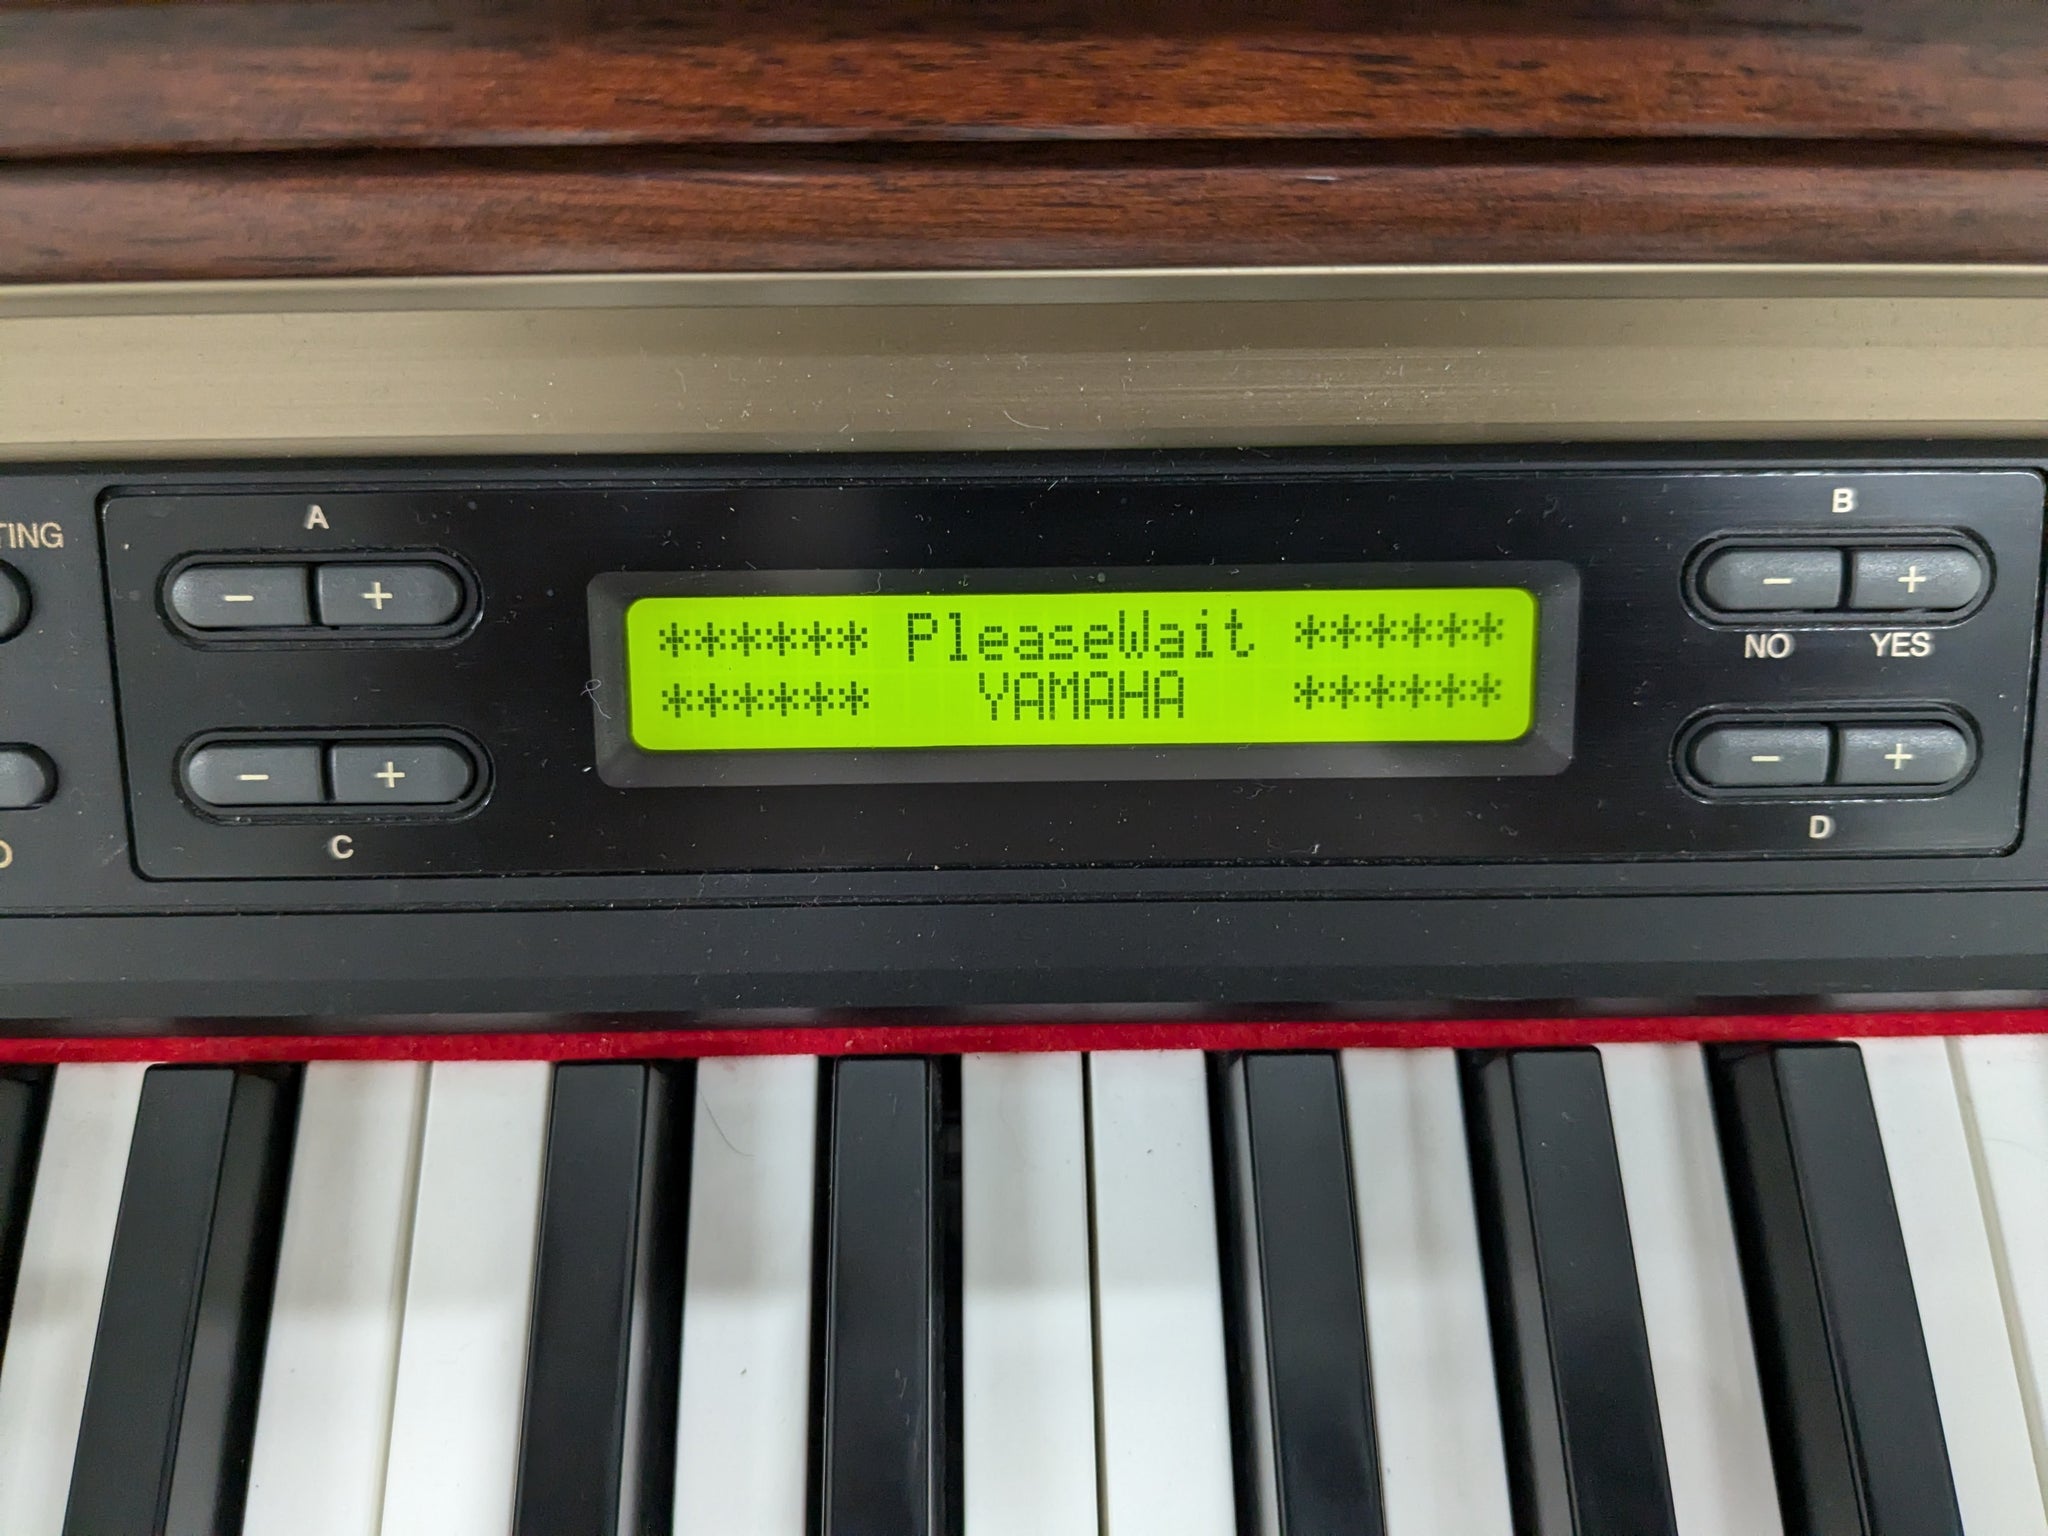 TING
A
B
- +
- +
NO YES
****** PleaseWait ******
****** YAMAHA ******
- +
- +
C
D